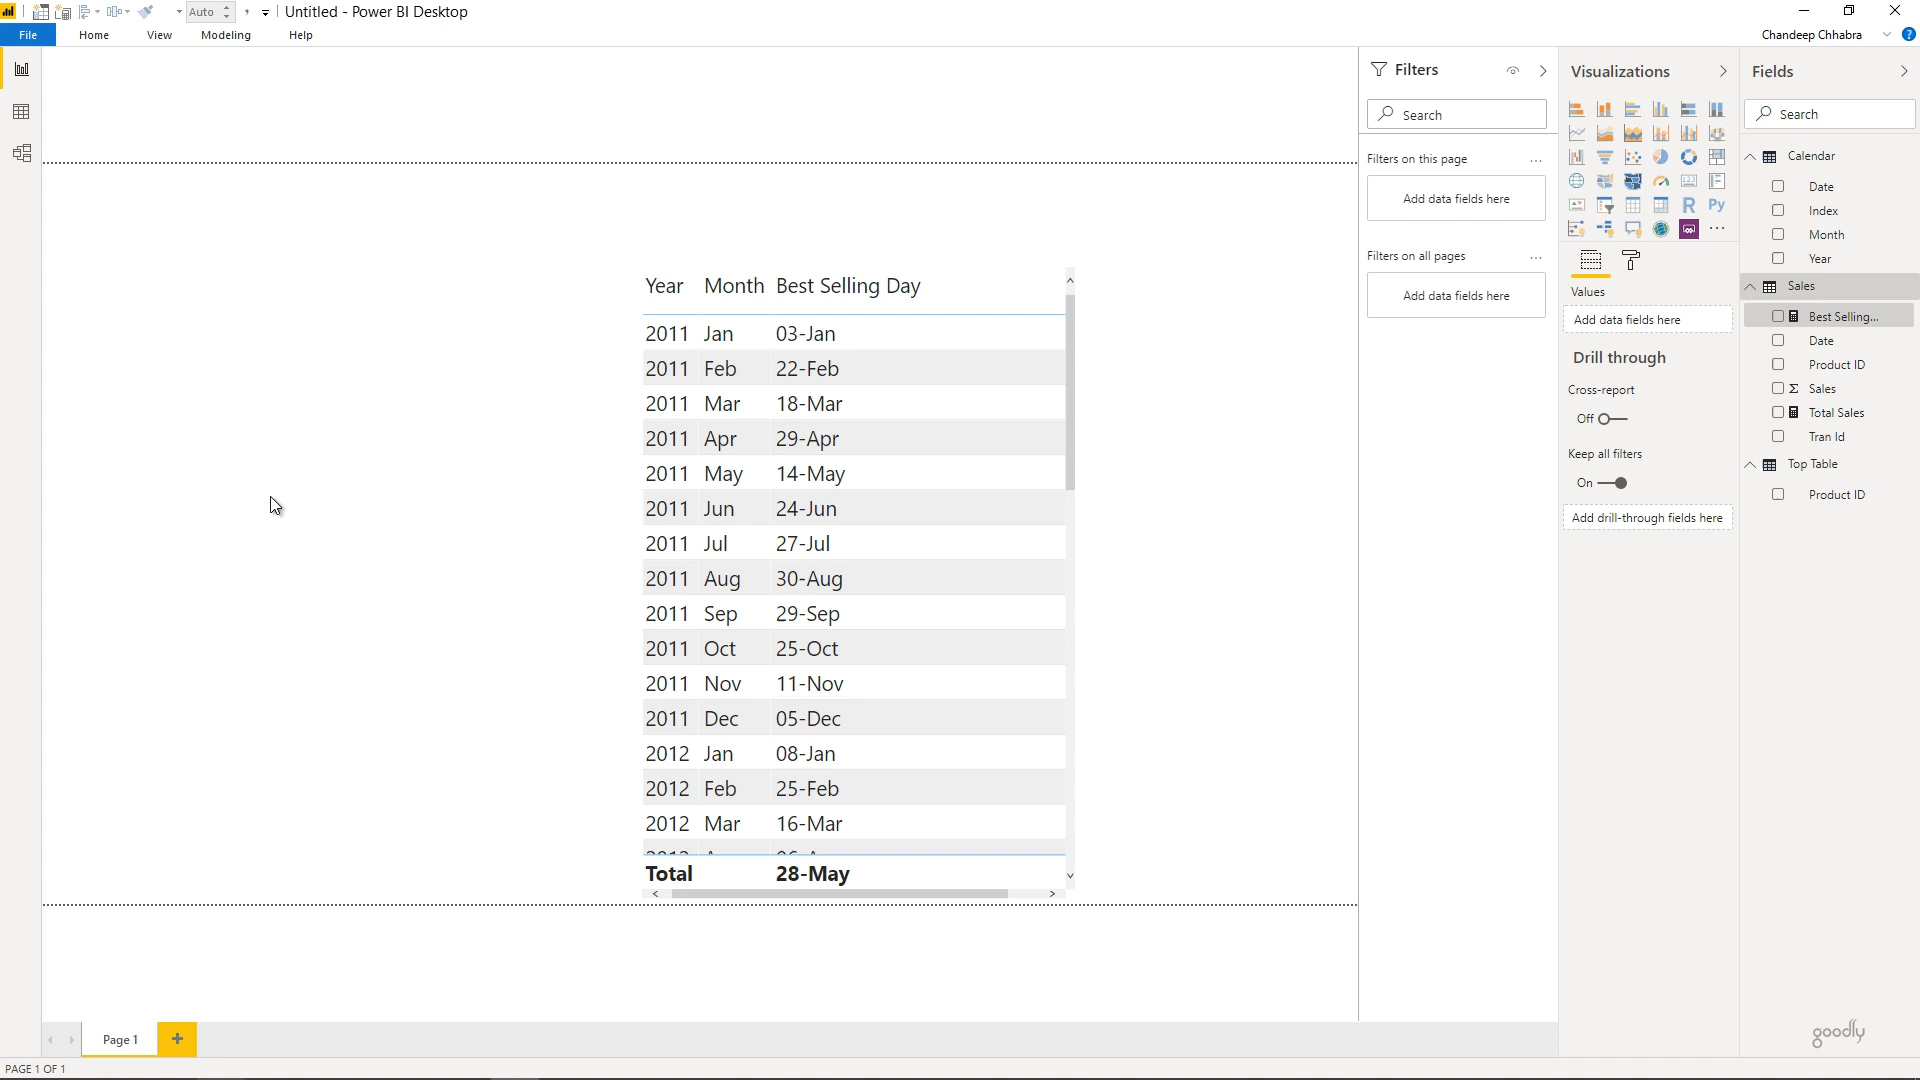 Auto
Untitled - Power BI Desktop
File
Home
View
Modeling
Help
Chandeep Chhabra
?
Filters
Search
Filters on this page
...
Add data fields here
Filters on all pages
...
Add data fields here
Visualizations
123
R
Py
Values
Add data fields here
Drill through
Cross-report
Off
Keep all filters
On
Add drill-through fields here
Fields
Search
Calendar
Date
Index
Month
Year
Sales
Best Selling...
Date
Product ID
Σ Sales
Total Sales
Tran Id
Top Table
Product ID
Year Month Best Selling Day
2011 Jan 03-Jan
2011 Feb 22-Feb
2011 Mar 18-Mar
2011 Apr 29-Apr
2011 May 14-May
2011 Jun 24-Jun
2011 Jul 27-Jul
2011 Aug 30-Aug
2011 Sep 29-Sep
2011 Oct 25-Oct
2011 Nov 11-Nov
2011 Dec 05-Dec
2012 Jan 08-Jan
2012 Feb 25-Feb
2012 Mar 16-Mar
Total 28-May
Page 1
+
goodly
PAGE 1 OF 1